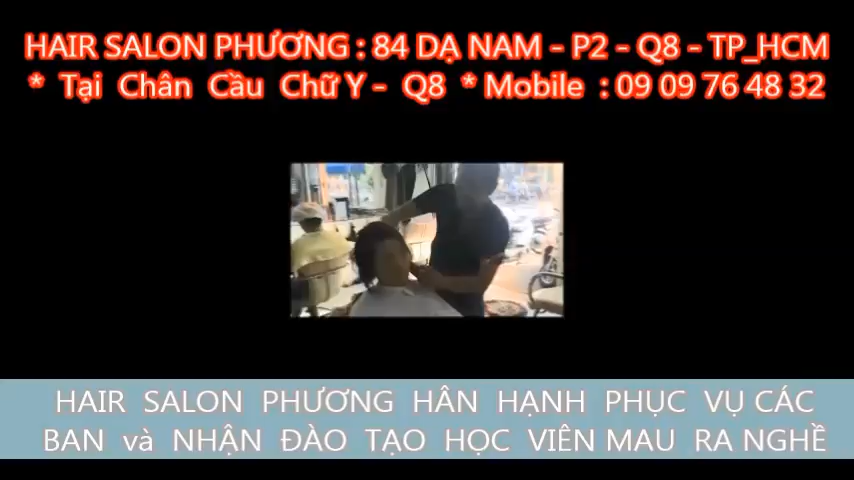 HAIR SALON PHƯƠNG : 84 DẠ NAM - P2 - Q8 - TP_HCM
* Tại Chân Cầu Chữ Y - Q8 * Mobile : 09 09 76 48 32
HAIR SALON PHƯƠNG HÂN HẠNH PHỤC VỤ CÁC
BAN và NHẬN ĐÀO TẠO HỌC VIÊN MAU RA NGHỀ